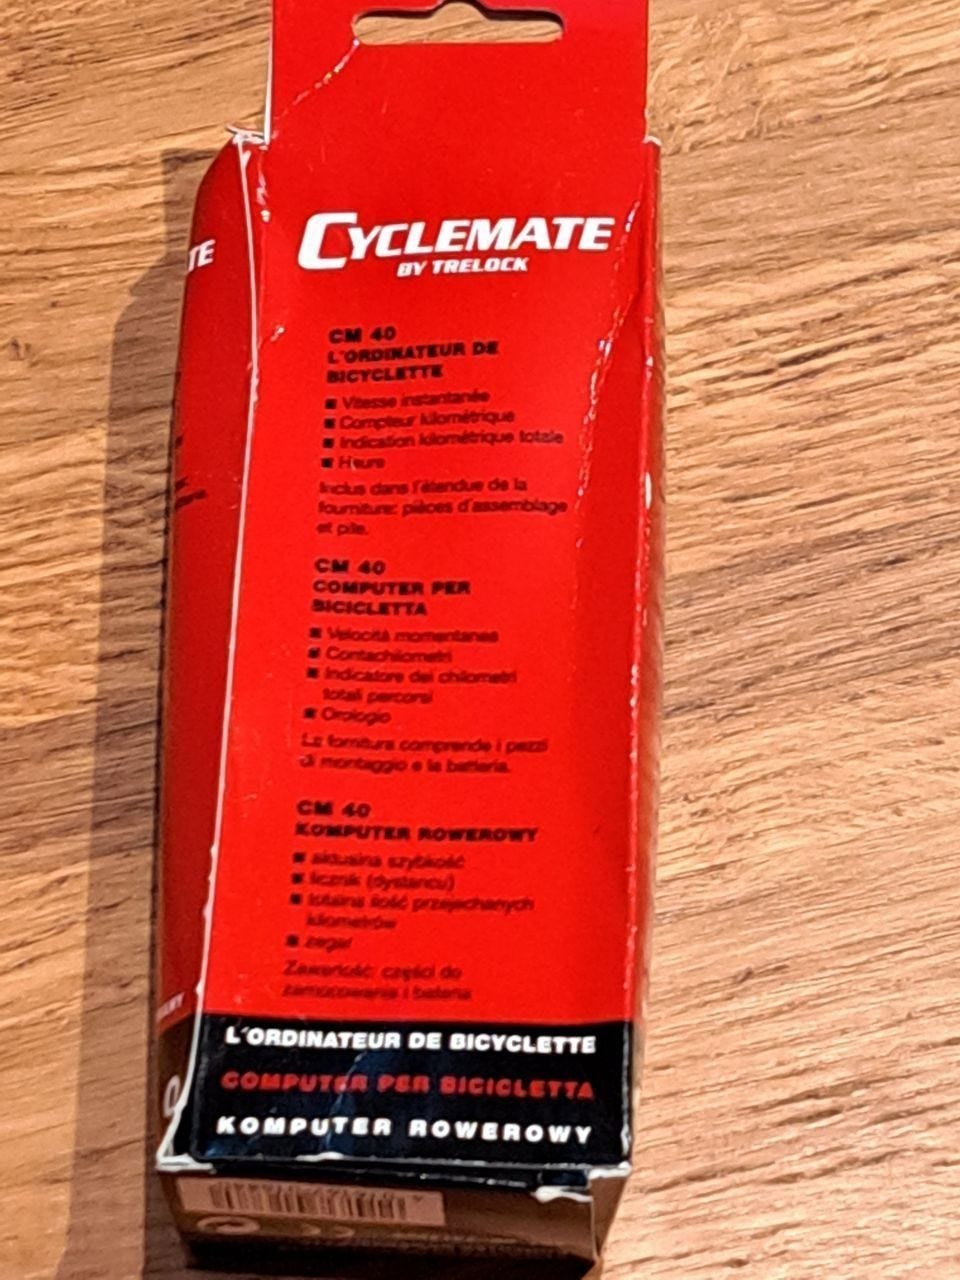 CYCLEMATE
BY TRELOCK
TE
CM 40
L'ORDINATEUR DE
BICYCLETTE
■ Vitesse instantanée
■ Compteur kilométrique
■ Indication kilométrique totale
■ Heure
Inclus dans l'étendue de la
fourniture: pièces d'assemblage
et pile.
CM 40
COMPUTER PER
BICICLETTA
■ Velocità momentanea
■ Contachilometri
■ Indicatore dei chilometri
totali percorsi
■ Orologio
La fornitura comprende i pezzi
di montaggio e la batteria.
CM 40
KOMPUTER ROWEROWY
■ aktualna szybkość
■ licznik (dystansu)
■ totalna ilość przejechanych
kilometrów
■ zegar
Zawartość: części do
zamocowania i bateria
L'ORDINATEUR DE BICYCLETTE
COMPUTER PER BICICLETTA
KOMPUTER ROWEROWY